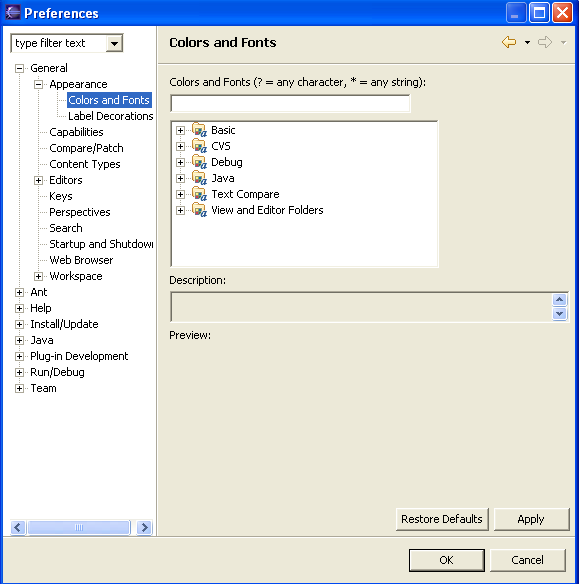 Preferences
type filter text
General
Appearance
Colors and Fonts
Label Decorations
Capabilities
Compare/Patch
Content Types
Editors
Keys
Perspectives
Search
Startup and Shutdown
Web Browser
Workspace
Ant
Help
Install/Update
Java
Plug-in Development
Run/Debug
Team
Colors and Fonts
Colors and Fonts (? = any character, * = any string):
Basic
CVS
Debug
Java
Text Compare
View and Editor Folders
Description:
Preview:
Restore Defaults
Apply
OK
Cancel